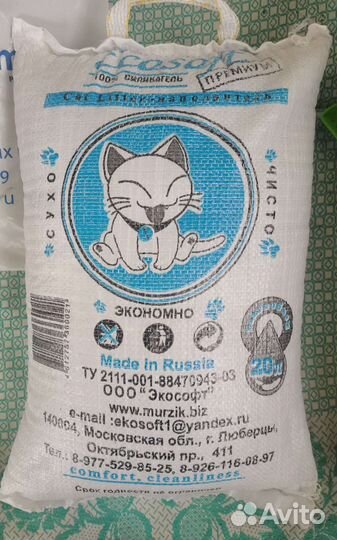 Ecosoft
100% СИЛИКАГЕЛЬ
ПРЕМИУМ
Cat Litter-наполнитель
СУХО
ЧИСТО
ЭКОНОМНО
20л
Made in Russia
ТУ 2111-001-88470943-03
ООО "Экософт"
www.murzik.biz
e-mail :ekosoft1@yandex.ru
140004, Московская обл., г. Люберцы,
Октябрьский пр., 411
Тел.: 8-977-529-85-25, 8-926-116-08-97
comfort, cleanliness
Срок годности не ограничен
Avito